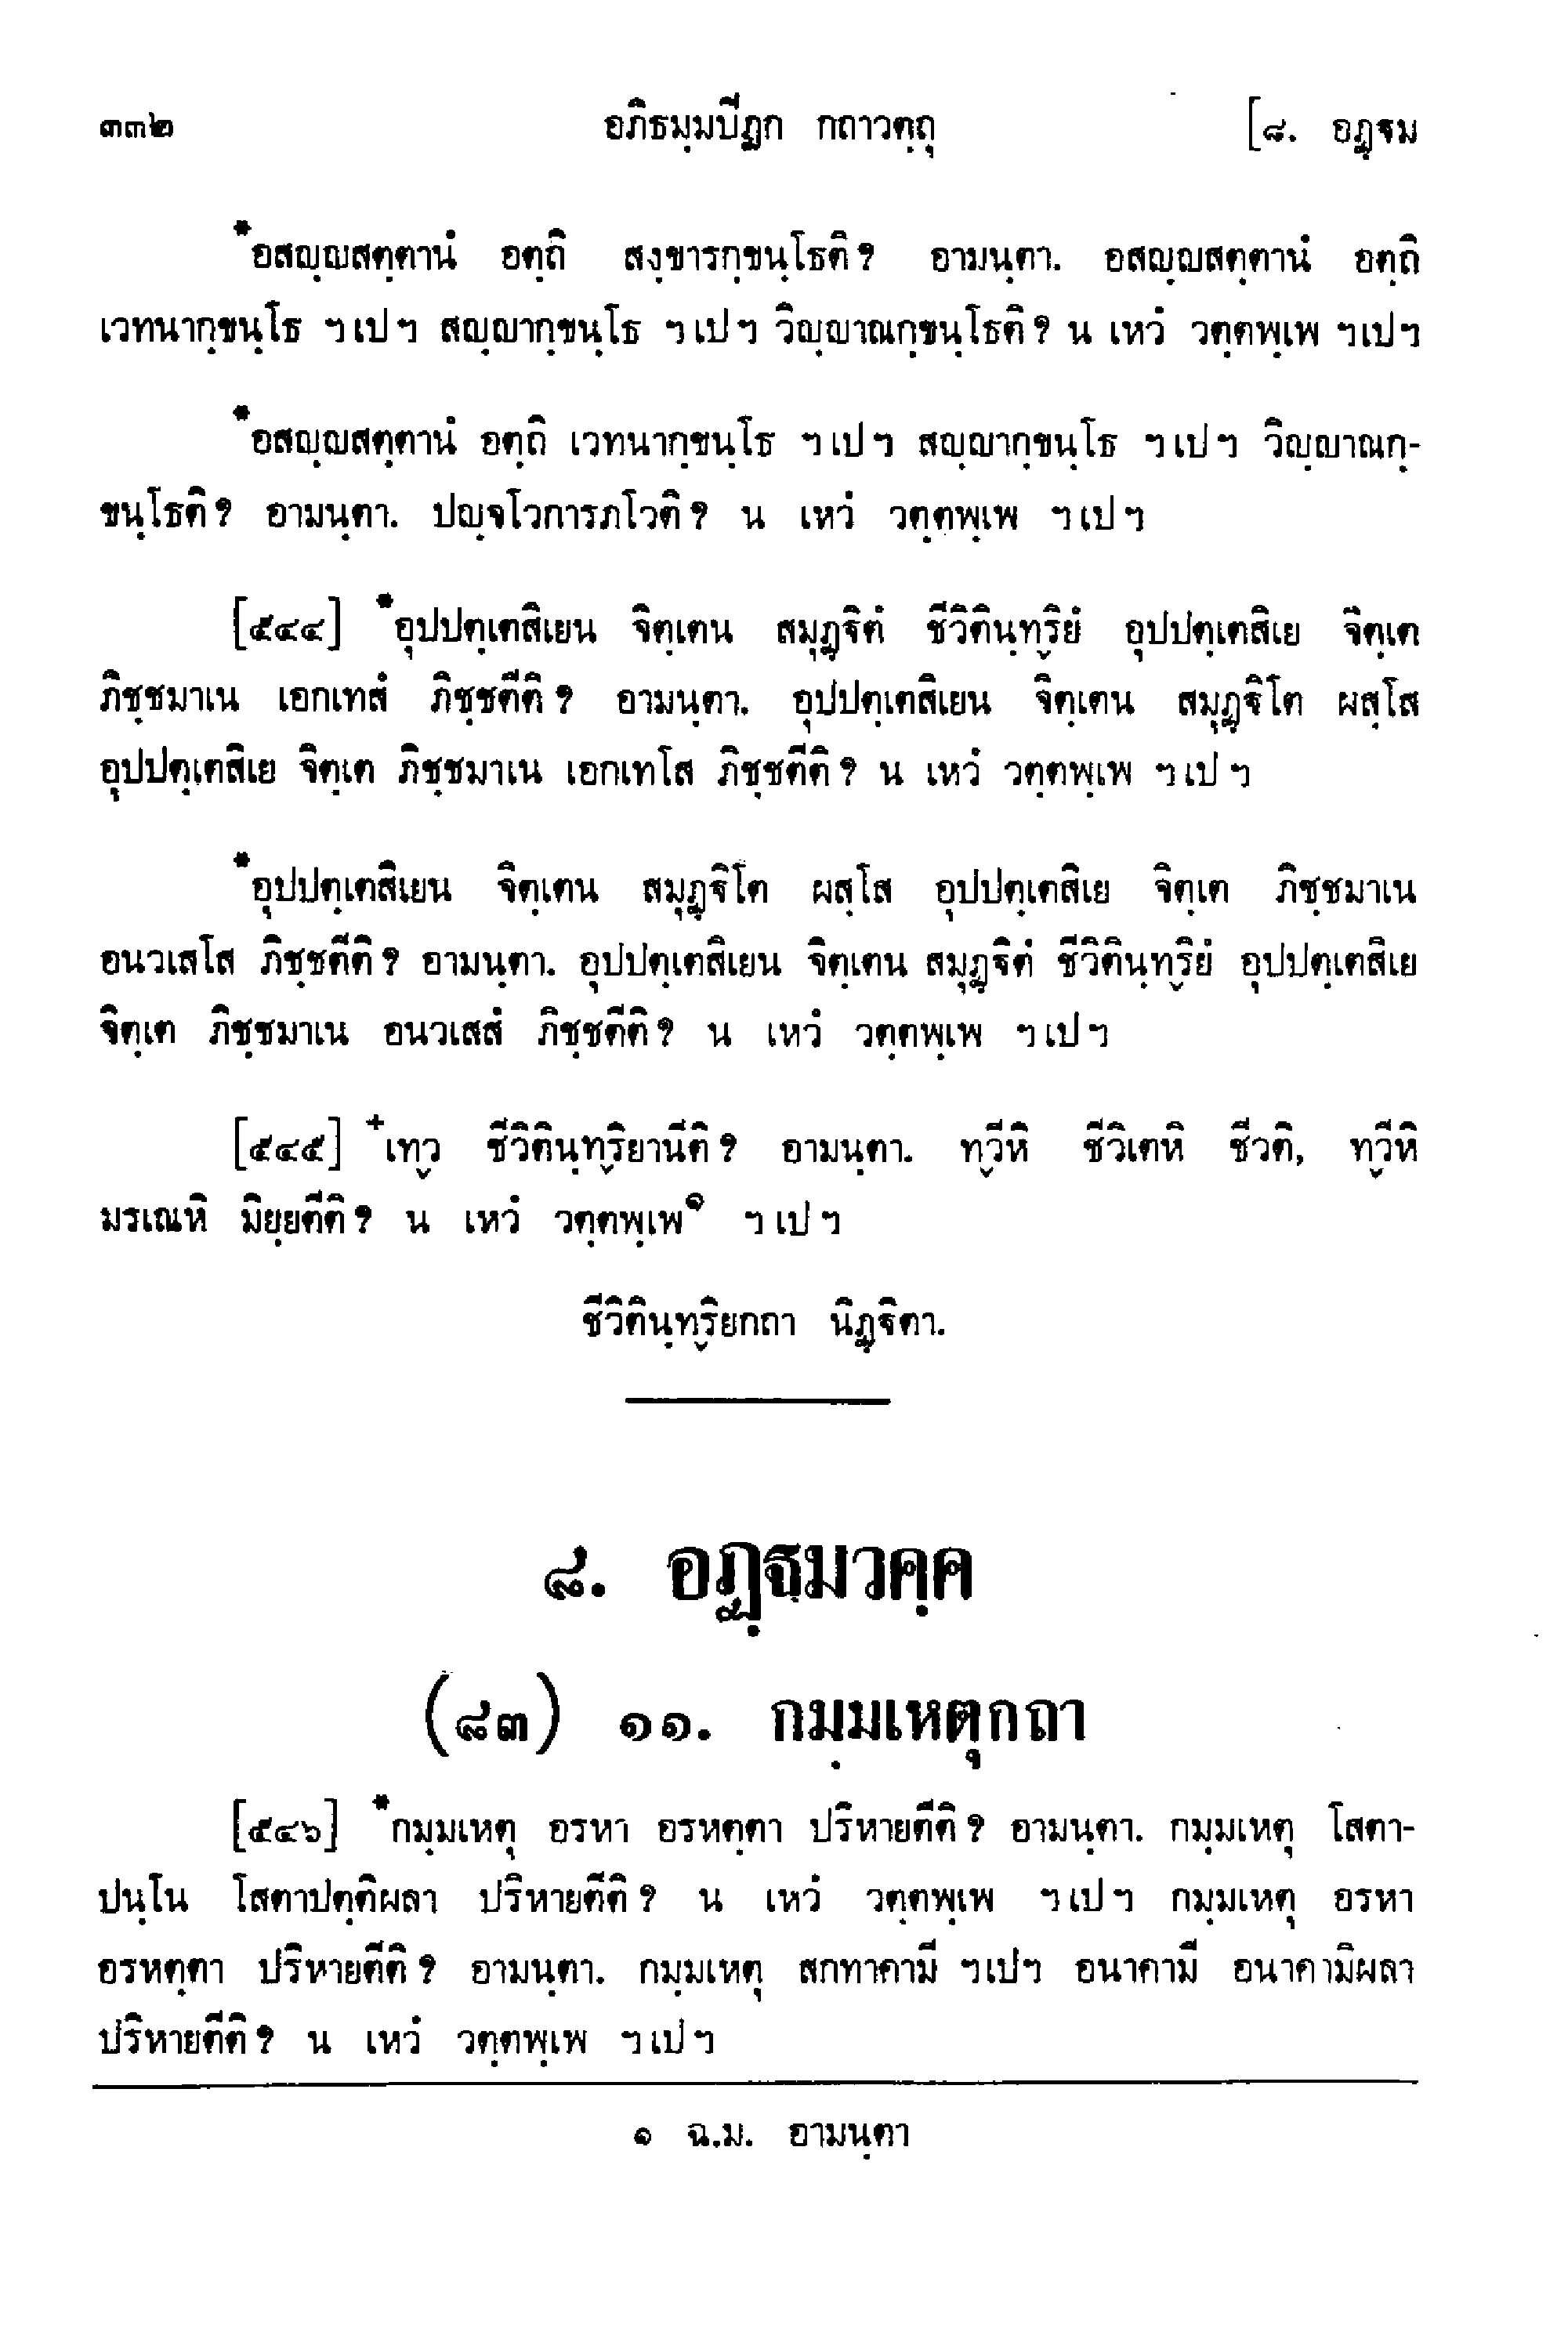 ๓๓๒ อภิธมฺมปิฏก กถาวตฺถุ [๘. อฏฺฐม
*อสญฺญสตฺตานํ อตฺถิ สงฺขารกฺขนฺโธติ? อามนฺตา. อสญฺญสตฺตานํ อตฺถิ
เวทนากฺขนฺโธ ฯเปฯ สญฺญากฺขนฺโธ ฯเปฯ วิญฺญาณกฺขนฺโธติ? น เหวํ วตฺตพฺเพ ฯเปฯ
*อสญฺญสตฺตานํ อตฺถิ เวทนากฺขนฺโธ ฯเปฯ สญฺญากฺขนฺโธ ฯเปฯ วิญฺญาณกฺ-
ขนฺโธติ? อามนฺตา. ปญฺจโวการภโวติ? น เหวํ วตฺตพฺเพ ฯเปฯ
[๕๔๔] *อุปปตฺเตสิเยน จิตฺเตน สมุฏฺฐิตํ ชีวิตินฺทฺริยํ อุปปตฺเตสิเย จิตฺเต
ภิชฺชมาเน เอกเทสํ ภิชฺชตีติ? อามนฺตา. อุปปตฺเตสิเยน จิตฺเตน สมุฏฺฐิโต ผสฺโส
อุปปตฺเตสิเย จิตฺเต ภิชฺชมาเน เอกเทโส ภิชฺชตีติ? น เหวํ วตฺตพฺเพ ฯเปฯ
*อุปปตฺเตสิเยน จิตฺเตน สมุฏฺฐิโต ผสฺโส อุปปตฺเตสิเย จิตฺเต ภิชฺชมาเน
อนวเสโส ภิชฺชตีติ? อามนฺตา. อุปปตฺเตสิเยน จิตฺเตน สมุฏฺฐิตํ ชีวิตินฺทฺริยํ อุปปตฺเตสิเย
จิตฺเต ภิชฺชมาเน อนวเสสํ ภิชฺชตีติ? น เหวํ วตฺตพฺเพ ฯเปฯ
[๕๔๕] +เทฺว ชีวิตินฺทฺริยานีติ? อามนฺตา. ทฺวีหิ ชีวิเตหิ ชีวติ, ทฺวีหิ
มรเณหิ มิยฺยตีติ? น เหวํ วตฺตพฺเพ๑ ฯเปฯ
ชีวิตินฺทฺริยกถา นิฏฺฐิตา.
๘. อฏฺฐมวคฺค
(๘๓) ๑๑. กมฺมเหตุกถา
[๕๔๖] *กมฺมเหตุ อรหา อรหตฺตา ปริหายตีติ? อามนฺตา. กมฺมเหตุ โสตา-
ปนฺโน โสตาปตฺติผลา ปริหายตีติ? น เหวํ วตฺตพฺเพ ฯเปฯ กมฺมเหตุ อรหา
อรหตฺตา ปริหายตีติ? อามนฺตา. กมฺมเหตุ สกทาคามี ฯเปฯ อนาคามี อนาคามิผลา
ปริหายตีติ? น เหวํ วตฺตพฺเพ ฯเปฯ
๑ ฉ.ม. อามนฺตา